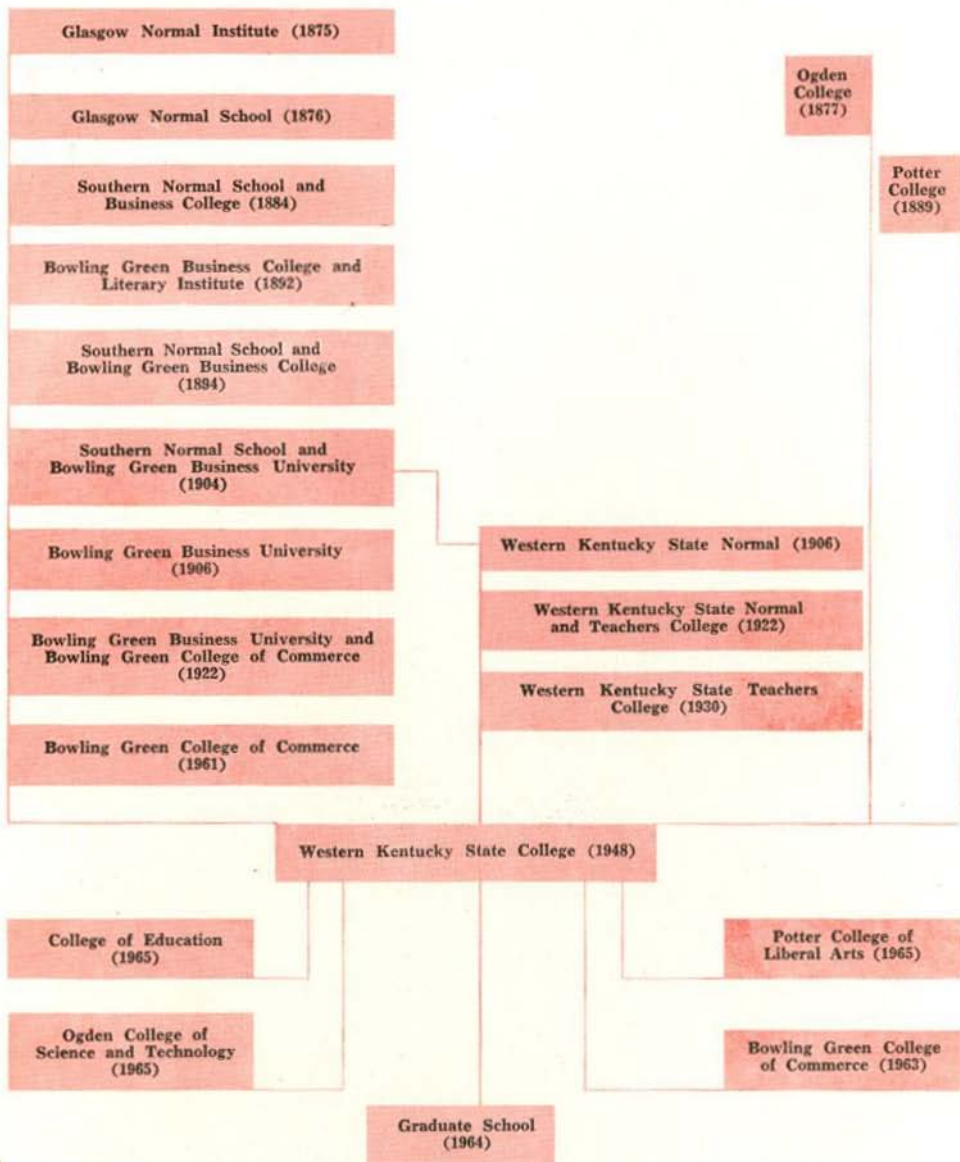 Glasgow Normal Institute (1875)
Glasgow Normal School (1876)
Southern Normal School and
Business College (1884)
Bowling Green Business College and
Literary Institute (1892)
Southern Normal School and
Bowling Green Business College
(1894)
Southern Normal School and
Bowling Green Business University
(1904)
Bowling Green Business University
(1906)
Bowling Green Business University and
Bowling Green College of Commerce
(1922)
Bowling Green College of Commerce
(1961)
Ogden
College
(1877)
Potter
College
(1889)
Western Kentucky State Normal (1906)
Western Kentucky State Normal
and Teachers College (1922)
Western Kentucky State Teachers
College (1930)
Western Kentucky State College (1948)
College of Education
(1965)
Ogden College of
Science and Technology
(1965)
Graduate School
(1964)
Potter College of
Liberal Arts (1965)
Bowling Green College
of Commerce (1963)